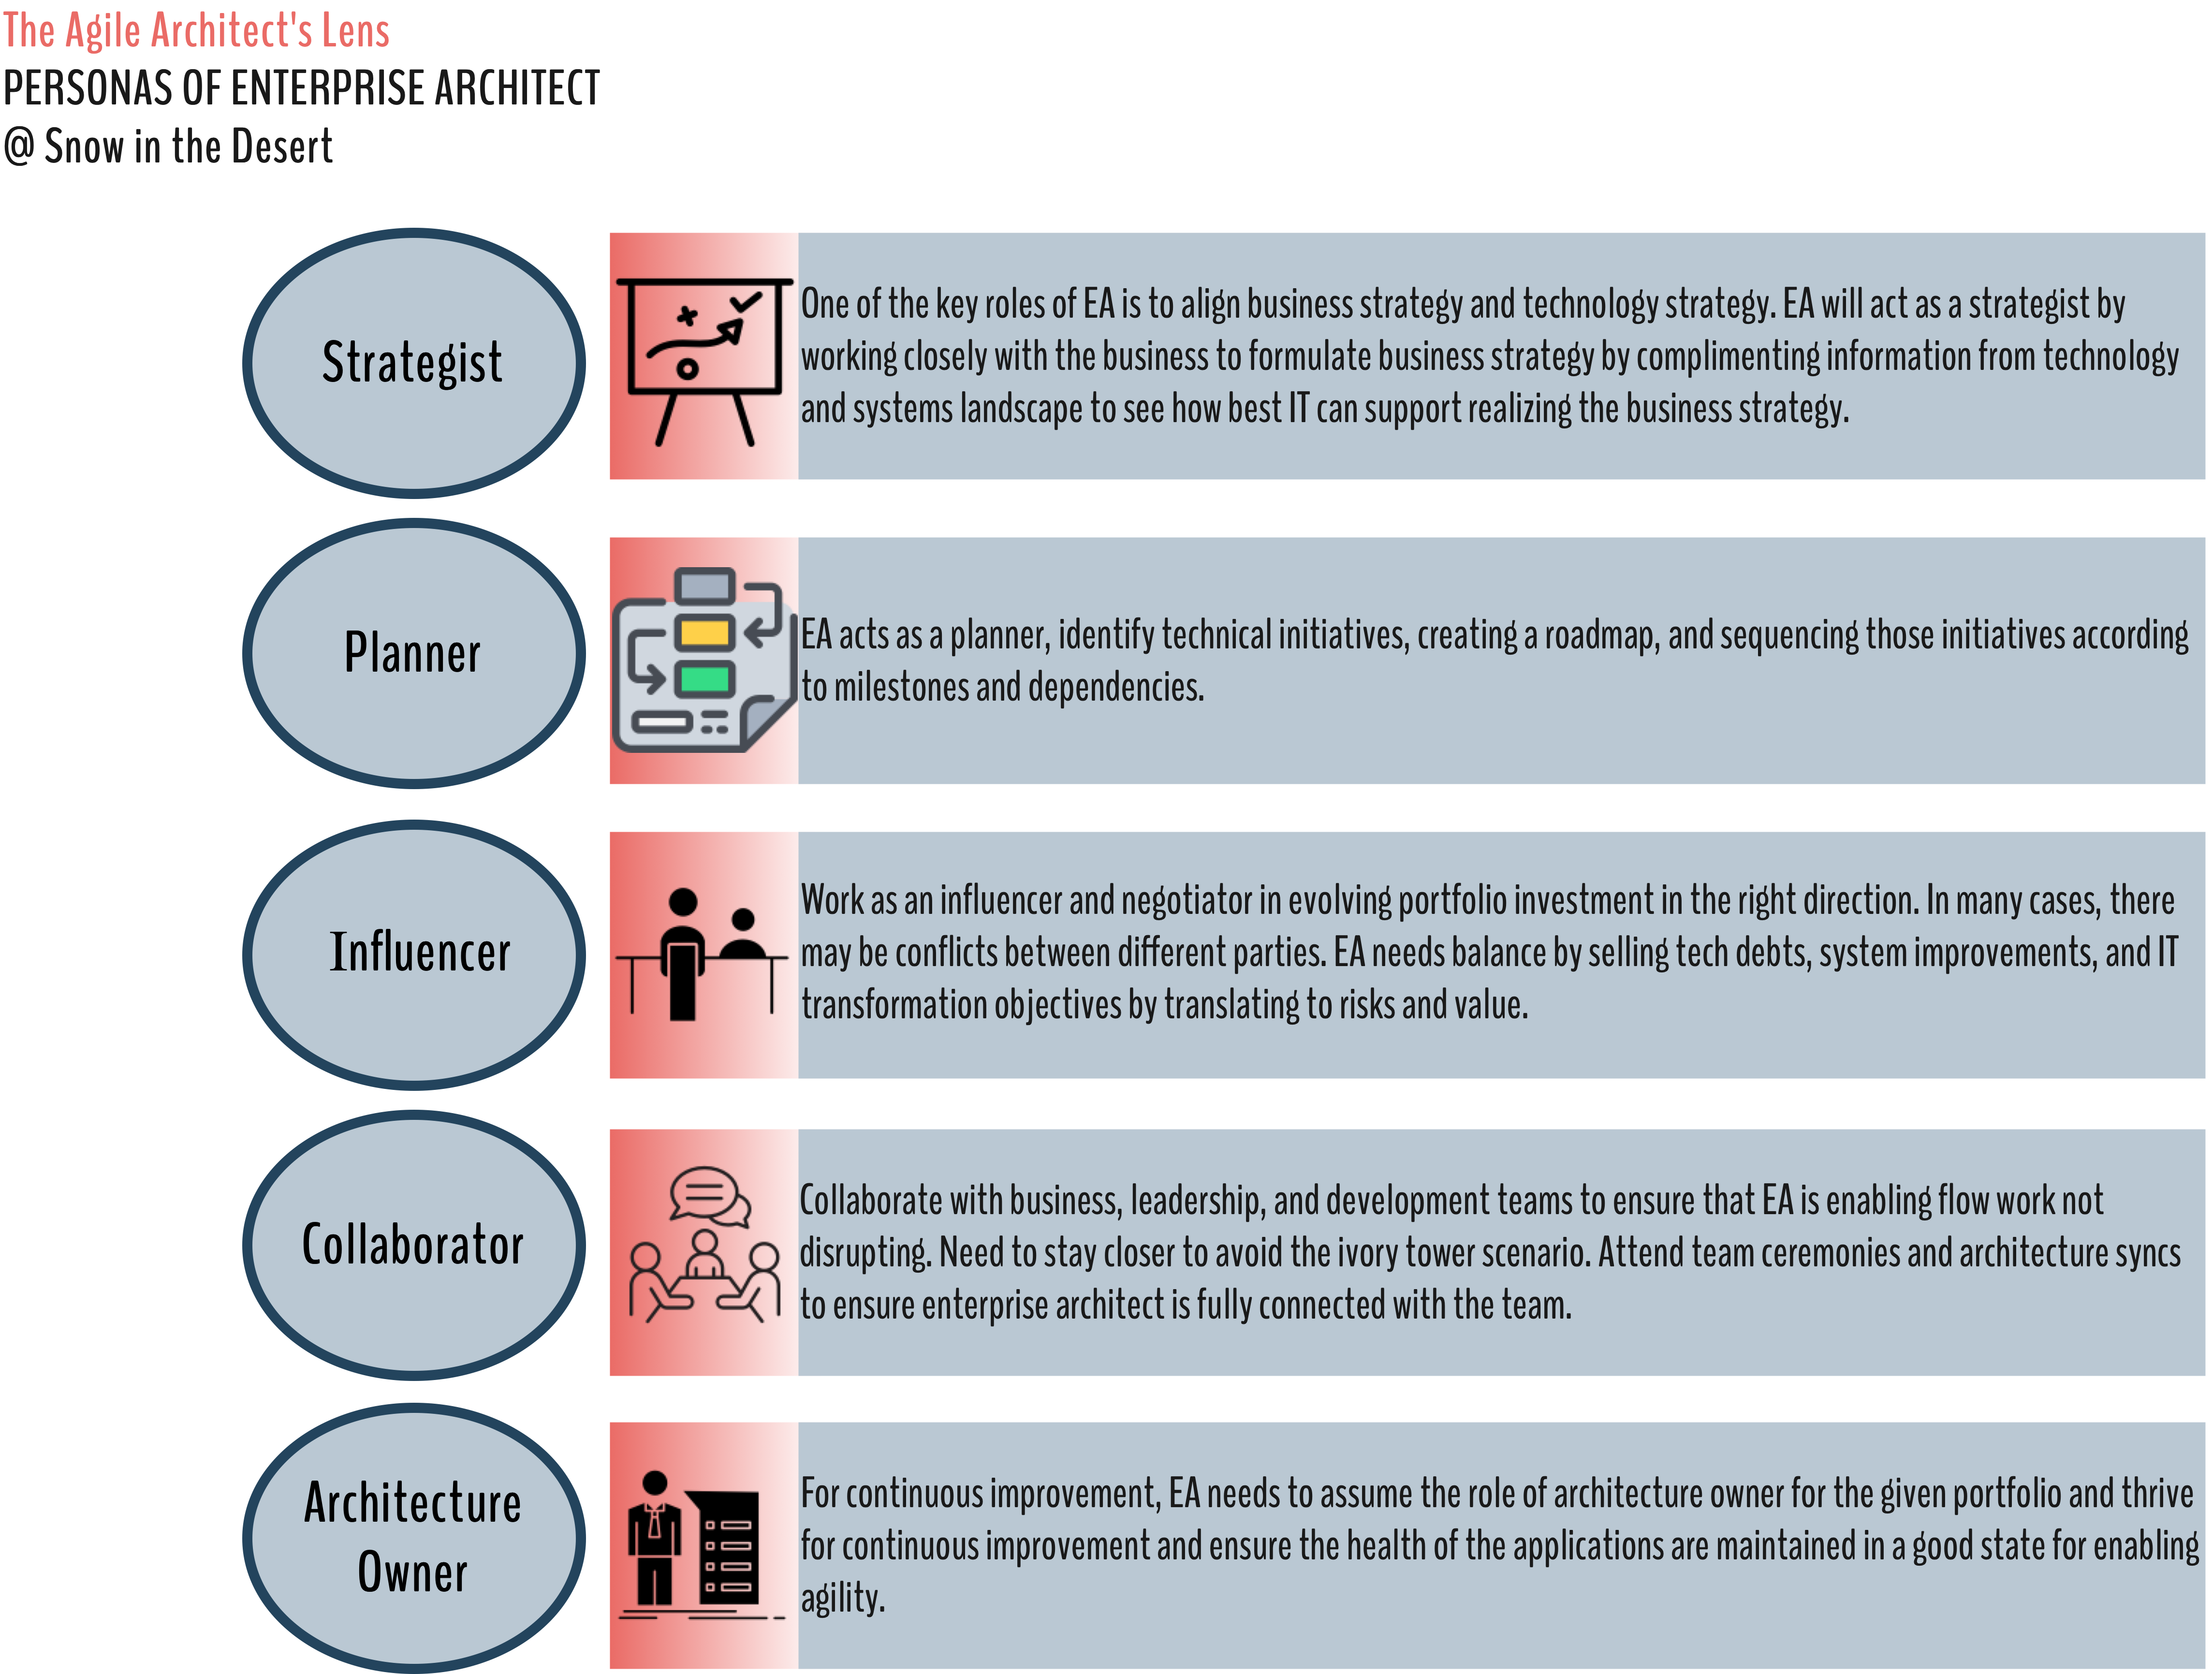 The Agile Architect's Lens
PERSONAS OF ENTERPRISE ARCHITECT
@ Snow in the Desert
Strategist
One of the key roles of EA is to align business strategy and technology strategy. EA will act as a strategist by
working closely with the business to formulate business strategy by complimenting information from technology
and systems landscape to see how best IT can support realizing the business strategy.
Planner
EA acts as a planner, identify technical initiatives, creating a roadmap, and sequencing those initiatives according
to milestones and dependencies.
Influencer
Work as an influencer and negotiator in evolving portfolio investment in the right direction. In many cases, there
may be conflicts between different parties. EA needs balance by selling tech debts, system improvements, and IT
transformation objectives by translating to risks and value.
Collaborator
Collaborate with business, leadership, and development teams to ensure that EA is enabling flow work not
disrupting. Need to stay closer to avoid the ivory tower scenario. Attend team ceremonies and architecture syncs
to ensure enterprise architect is fully connected with the team.
Architecture
Owner
For continuous improvement, EA needs to assume the role of architecture owner for the given portfolio and thrive
for continuous improvement and ensure the health of the applications are maintained in a good state for enabling
agility.